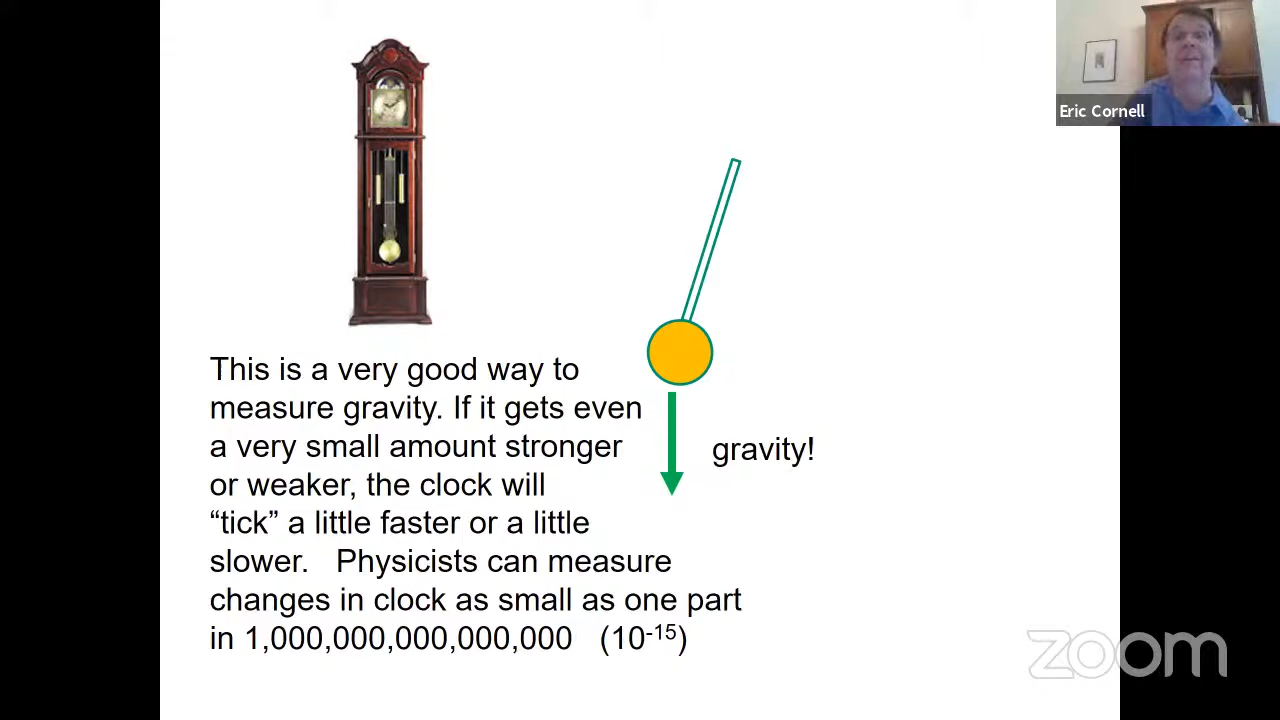 Eric Cornell
This is a very good way to
measure gravity. If it gets even
a very small amount stronger
or weaker, the clock will
“tick” a little faster or a little
slower.   Physicists can measure
changes in clock as small as one part
in 1,000,000,000,000,000   (10⁻¹⁵)
gravity!
zoom